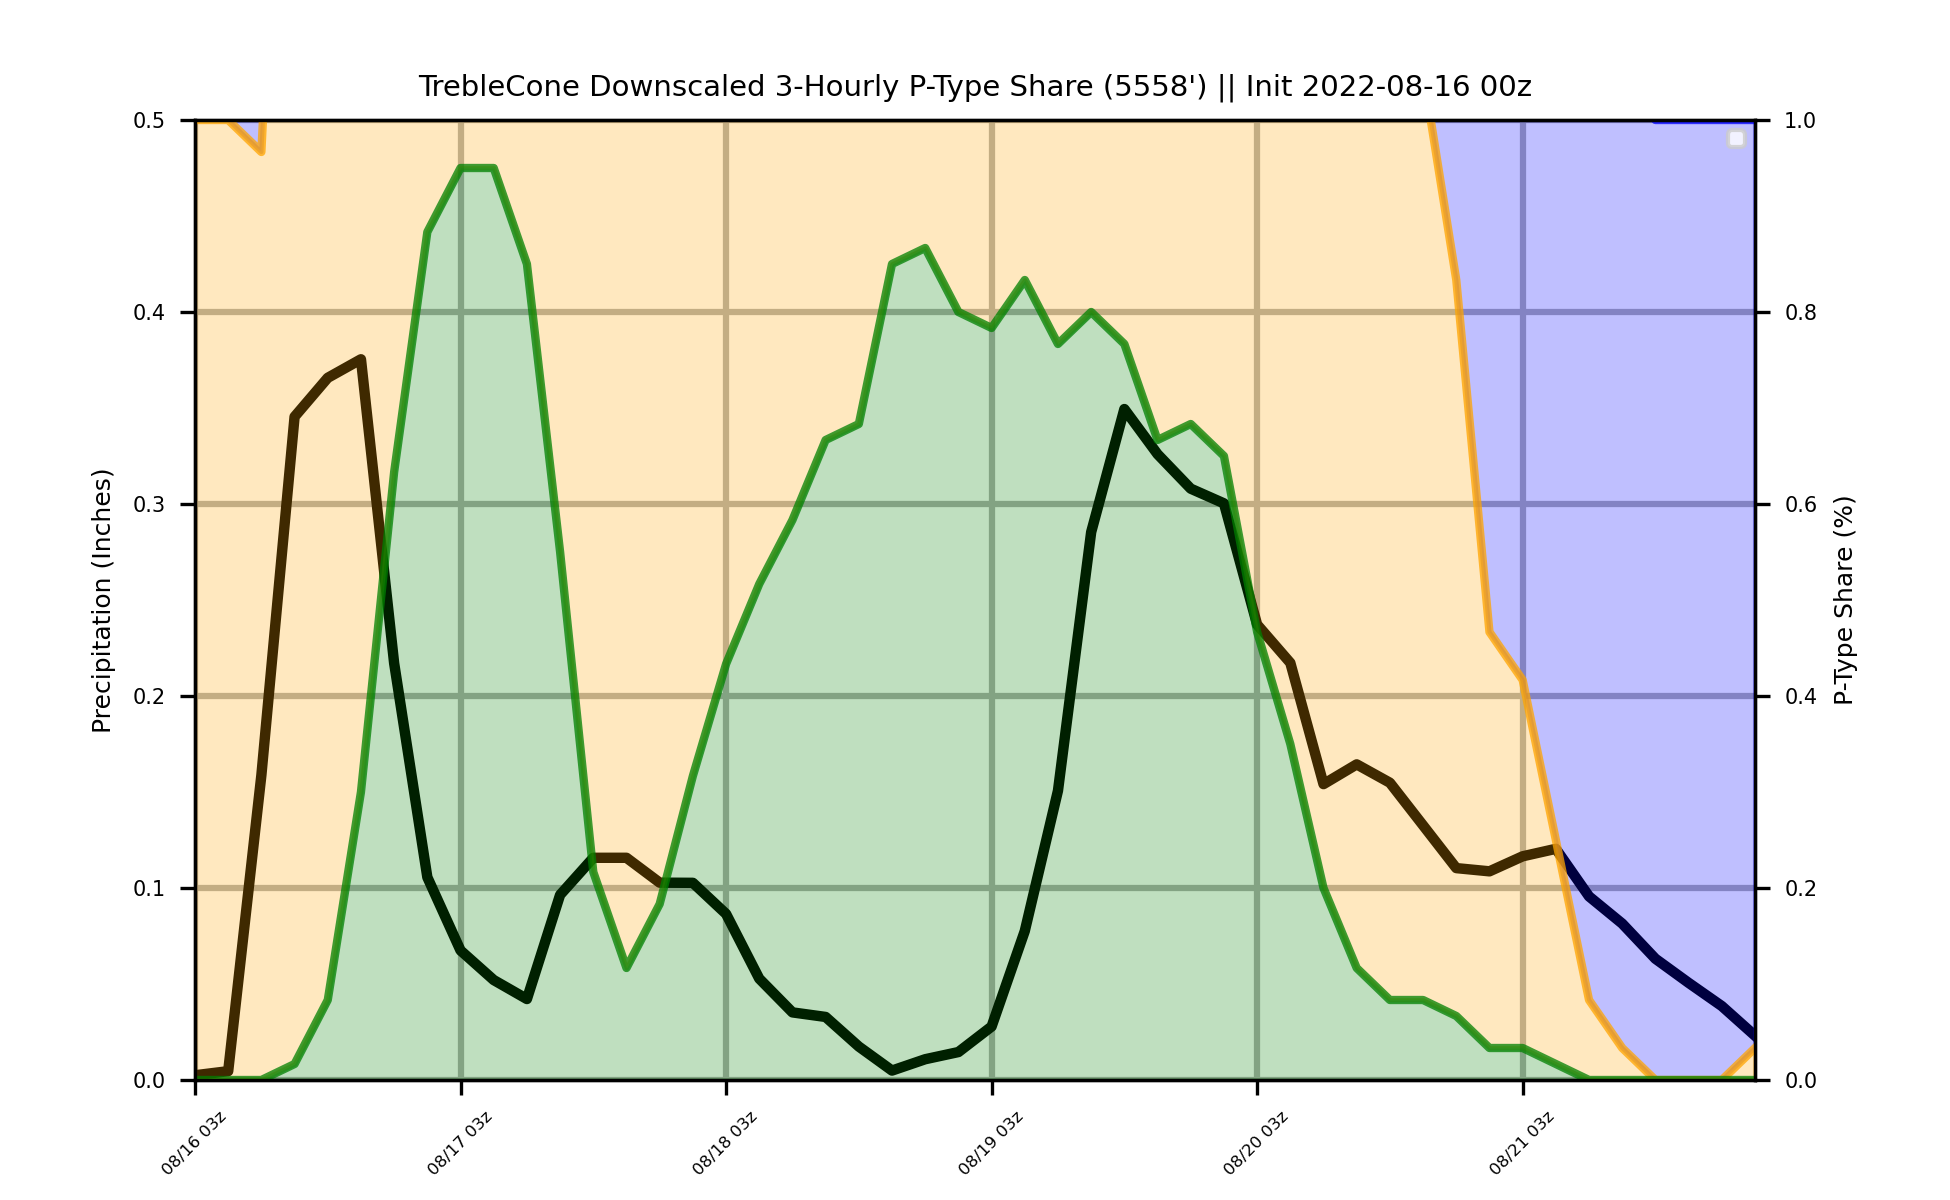 TrebleCone Downscaled 3-Hourly P-Type Share (5558') || Init 2022-08-16 00z
0.5
0.4
0.3
0.2
0.1
0.0
Precipitation (Inches)
1.0
0.8
0.6
0.4
0.2
0.0
P-Type Share (%)
08/16 03z
08/17 03z
08/18 03z
08/19 03z
08/20 03z
08/21 03z